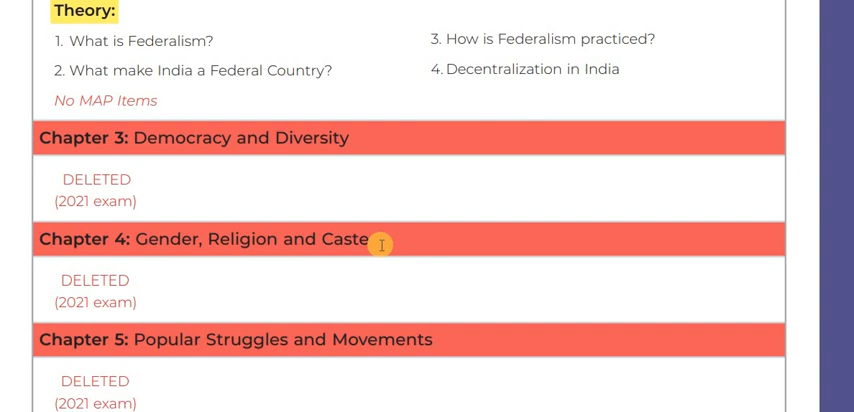 Theory:
1. What is Federalism?
2. What make India a Federal Country?
3. How is Federalism practiced?
4. Decentralization in India
No MAP Items
Chapter 3: Democracy and Diversity
DELETED
(2021 exam)
Chapter 4: Gender, Religion and Caste
DELETED
(2021 exam)
Chapter 5: Popular Struggles and Movements
DELETED
(2021 exam)